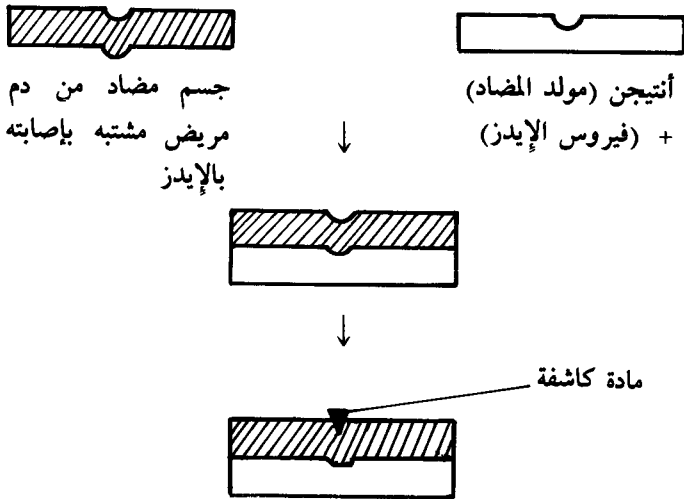 أنتيجن (مولد المضاد)
+ (فيروس الإيدز)
جسم مضاد من دم
مريض مشتبه بإصابته
بالإيدز
مادة كاشفة